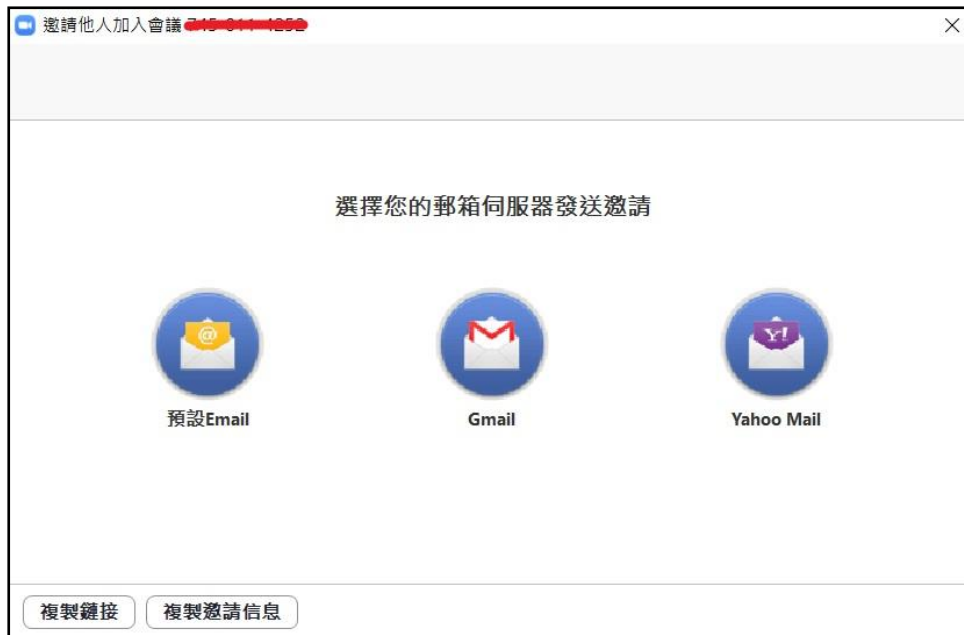 邀請他人加入會議
選擇您的郵箱伺服器發送邀請
@
Y!
預設Email
Gmail
Yahoo Mail
複製鏈接
複製邀請信息